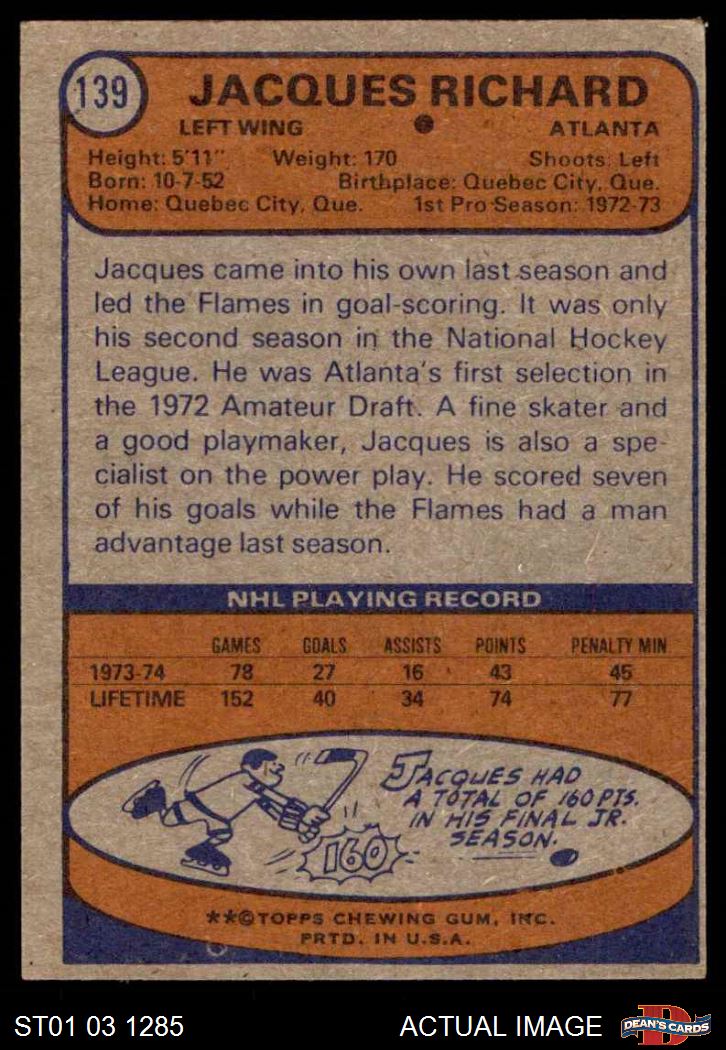 139
JACQUES RICHARD
LEFT WING ATLANTA
Height: 5'11" Weight: 170 Shoots: Left
Born: 10-7-52 Birthplace: Quebec City, Que.
Home: Quebec City, Que. 1st Pro Season: 1972-73
Jacques came into his own last season and
led the Flames in goal-scoring. It was only
his second season in the National Hockey
League. He was Atlanta's first selection in
the 1972 Amateur Draft. A fine skater and
a good playmaker, Jacques is also a spe-
cialist on the power play. He scored seven
of his goals while the Flames had a man
advantage last season.
NHL PLAYING RECORD
GAMES GOALS ASSISTS POINTS PENALTY MIN
1973-74 78 27 16 43 45
LIFETIME 152 40 34 74 77
JACQUES HAD
A TOTAL OF 160 PTS.
IN HIS FINAL JR.
SEASON.
160
**©TOPPS CHEWING GUM, INC.
PRTD. IN U.S.A.
ST01 03 1285 ACTUAL IMAGE
D
DEAN'S CARDS